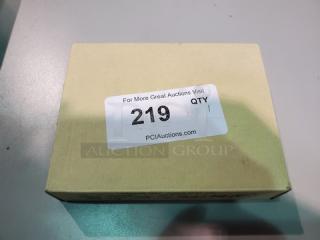 For More Great Auctions Visit
219 QTY
PCIAuctions.com
AUCTION GROUP